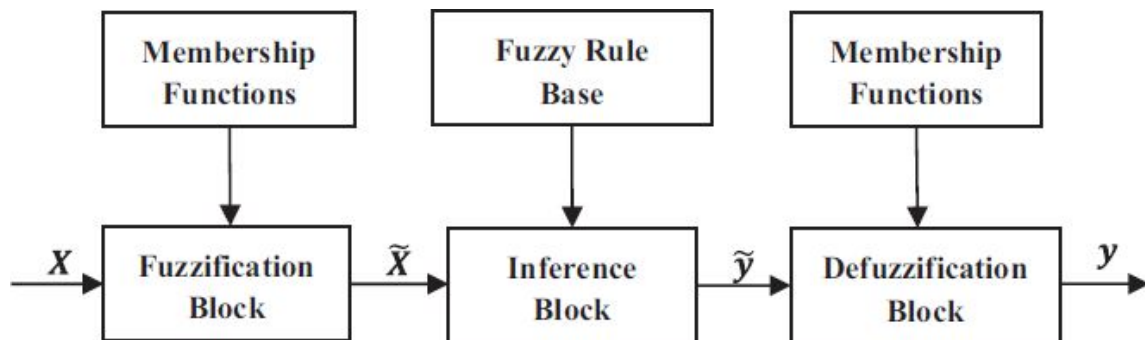 Membership
Functions
Fuzzy Rule
Base
Membership
Functions
X
Fuzzification
Block
X̃
Inference
Block
ỹ
Defuzzification
Block
y